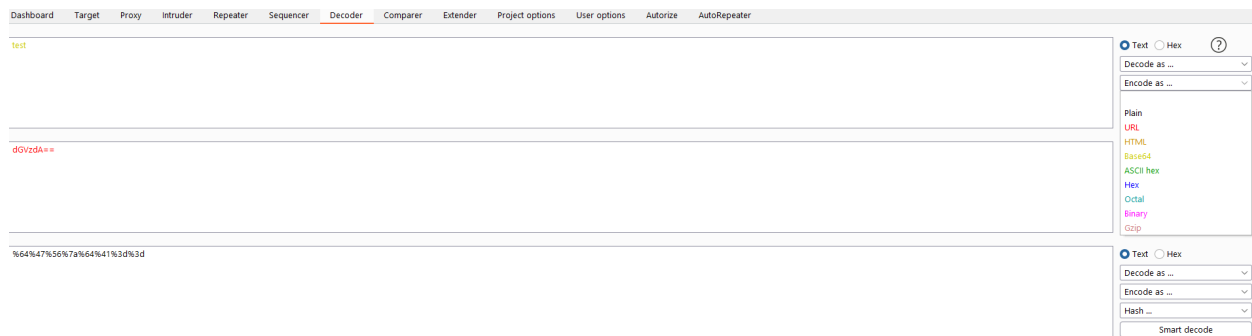 Dashboard Target Proxy Intruder Repeater Sequencer Decoder Comparer Extender Project options User options Autorize AutoRepeater
test
Text Hex ?
Decode as ...
Encode as ...
Plain
URL
HTML
Base64
ASCII hex
Hex
Octal
Binary
Gzip
dGVzdA==
%64%47%56%7a%64%41%3d%3d
Text Hex
Decode as ...
Encode as ...
Hash ...
Smart decode